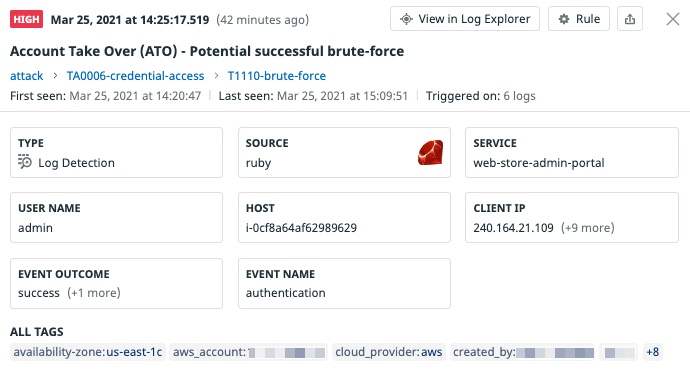 HIGH Mar 25, 2021 at 14:25:17.519 (42 minutes ago) View in Log Explorer Rule
Account Take Over (ATO) - Potential successful brute-force
attack > TA0006-credential-access > T1110-brute-force
First seen: Mar 25, 2021 at 14:20:47 | Last seen: Mar 25, 2021 at 15:09:51 | Triggered on: 6 logs
TYPE
Log Detection
SOURCE
ruby
SERVICE
web-store-admin-portal
USER NAME
admin
HOST
i-0cf8a64af62989629
CLIENT IP
240.164.21.109 (+9 more)
EVENT OUTCOME
success (+1 more)
EVENT NAME
authentication
ALL TAGS
availability-zone:us-east-1c aws_account: cloud_provider:aws created_by: +8